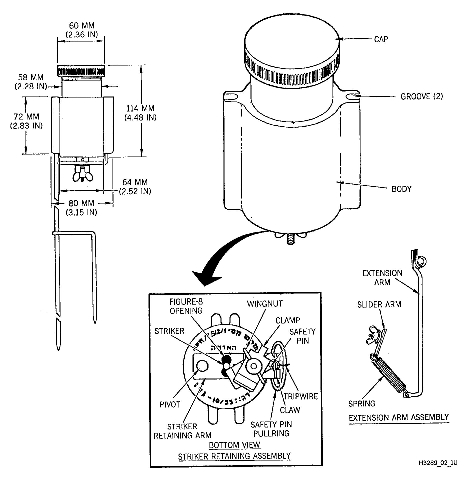 60 MM
(2.36 IN)
CAP
58 MM
(2.28 IN)
GROOVE (2)
114 MM
(4.48 IN)
72 MM
(2.83 IN)
BODY
64 MM
(2.52 IN)
80 MM
(3.15 IN)
EXTENSION
ARM
SLIDER ARM
SPRING
EXTENSION ARM ASSEMBLY
FIGURE-8
OPENING
WINGNUT
CLAMP
STRIKER
SAFETY
PIN
PIVOT
TRIPWIRE
CLAW
STRIKER
RETAINING ARM
SAFETY PIN
PULLRING
BOTTOM VIEW
STRIKER RETAINING ASSEMBLY